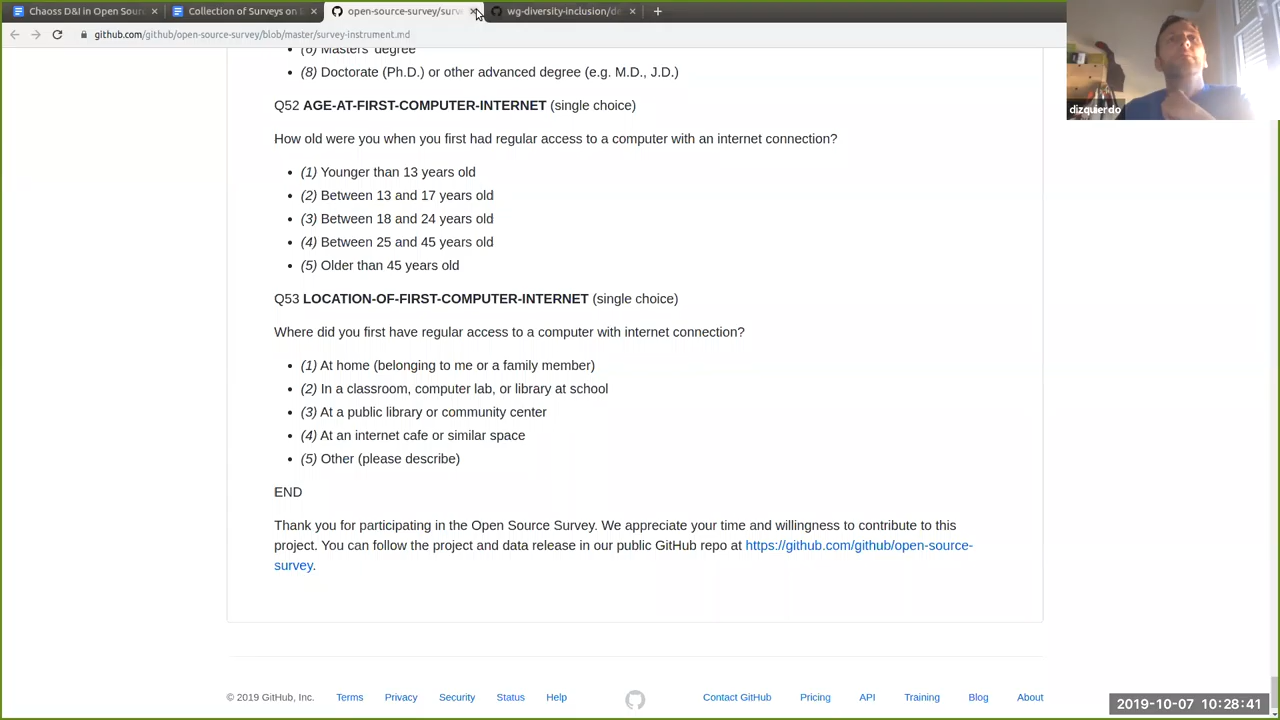 Chaoss D&I in Open Sour
Collection of Surveys on D
open-source-survey/surve
wg-diversity-inclusion/de
github.com/github/open-source-survey/blob/master/survey-instrument.md
dizquierdo
(6) Masters' degree
(8) Doctorate (Ph.D.) or other advanced degree (e.g. M.D., J.D.)
Q52 AGE-AT-FIRST-COMPUTER-INTERNET (single choice)
How old were you when you first had regular access to a computer with an internet connection?
(1) Younger than 13 years old
(2) Between 13 and 17 years old
(3) Between 18 and 24 years old
(4) Between 25 and 45 years old
(5) Older than 45 years old
Q53 LOCATION-OF-FIRST-COMPUTER-INTERNET (single choice)
Where did you first have regular access to a computer with internet connection?
(1) At home (belonging to me or a family member)
(2) In a classroom, computer lab, or library at school
(3) At a public library or community center
(4) At an internet cafe or similar space
(5) Other (please describe)
END
Thank you for participating in the Open Source Survey. We appreciate your time and willingness to contribute to this
project. You can follow the project and data release in our public GitHub repo at https://github.com/github/open-source-
survey.
© 2019 GitHub, Inc. Terms Privacy Security Status Help Contact GitHub Pricing API Training Blog About
2019-10-07 10:28:41